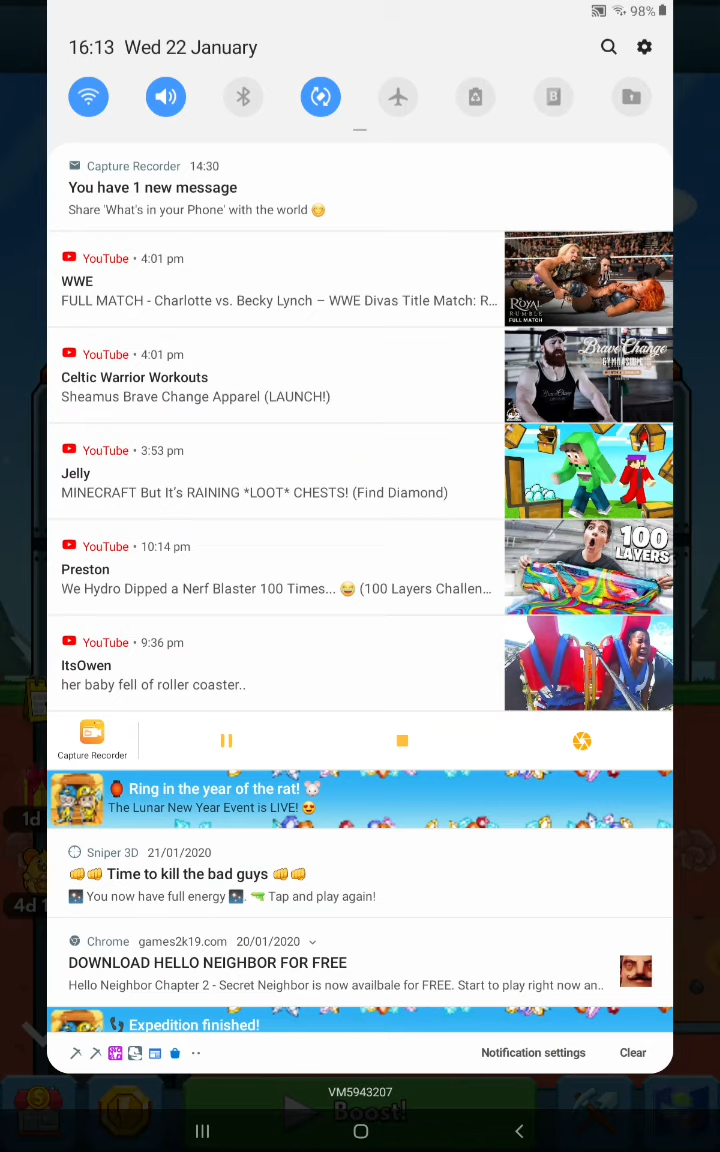 98%
16:13 Wed 22 January
Capture Recorder 14:30
You have 1 new message
Share 'What's in your Phone' with the world 😊
YouTube • 4:01 pm
WWE
FULL MATCH - Charlotte vs. Becky Lynch – WWE Divas Title Match: R...
ROYAL
RUMBLE
FULL MATCH
YouTube • 4:01 pm
Celtic Warrior Workouts
Sheamus Brave Change Apparel (LAUNCH!)
Brave Change
GYMNASIUM
YouTube • 3:53 pm
Jelly
MINECRAFT But It's RAINING *LOOT* CHESTS! (Find Diamond)
YouTube • 10:14 pm
Preston
We Hydro Dipped a Nerf Blaster 100 Times... 😅 (100 Layers Challen...
100
LAYERS
YouTube • 9:36 pm
ItsOwen
her baby fell of roller coaster..
Capture Recorder
🏮 Ring in the year of the rat! 🐭
The Lunar New Year Event is LIVE! 😍
1d
Sniper 3D 21/01/2020
👊👊 Time to kill the bad guys 👊👊
🌃 You now have full energy 🌃. 🔫 Tap and play again!
4d 1
Chrome games2k19.com 20/01/2020
DOWNLOAD HELLO NEIGHBOR FOR FREE
Hello Neighbor Chapter 2 - Secret Neighbor is now availbale for FREE. Start to play right now an..
👣 Expedition finished!
Notification settings Clear
VM5943207
Boost!